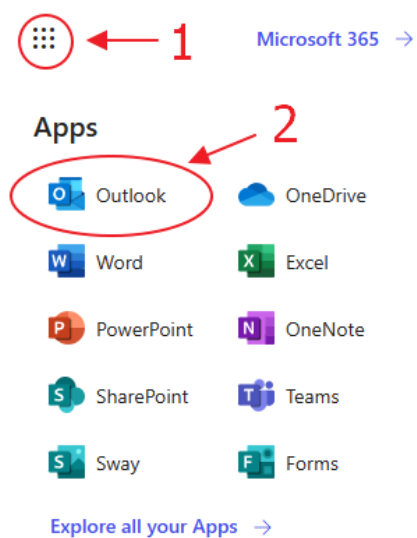 1
Microsoft 365 →
Apps
2
O Outlook
OneDrive
W Word
X Excel
P PowerPoint
N OneNote
S SharePoint
T Teams
S Sway
F Forms
Explore all your Apps →